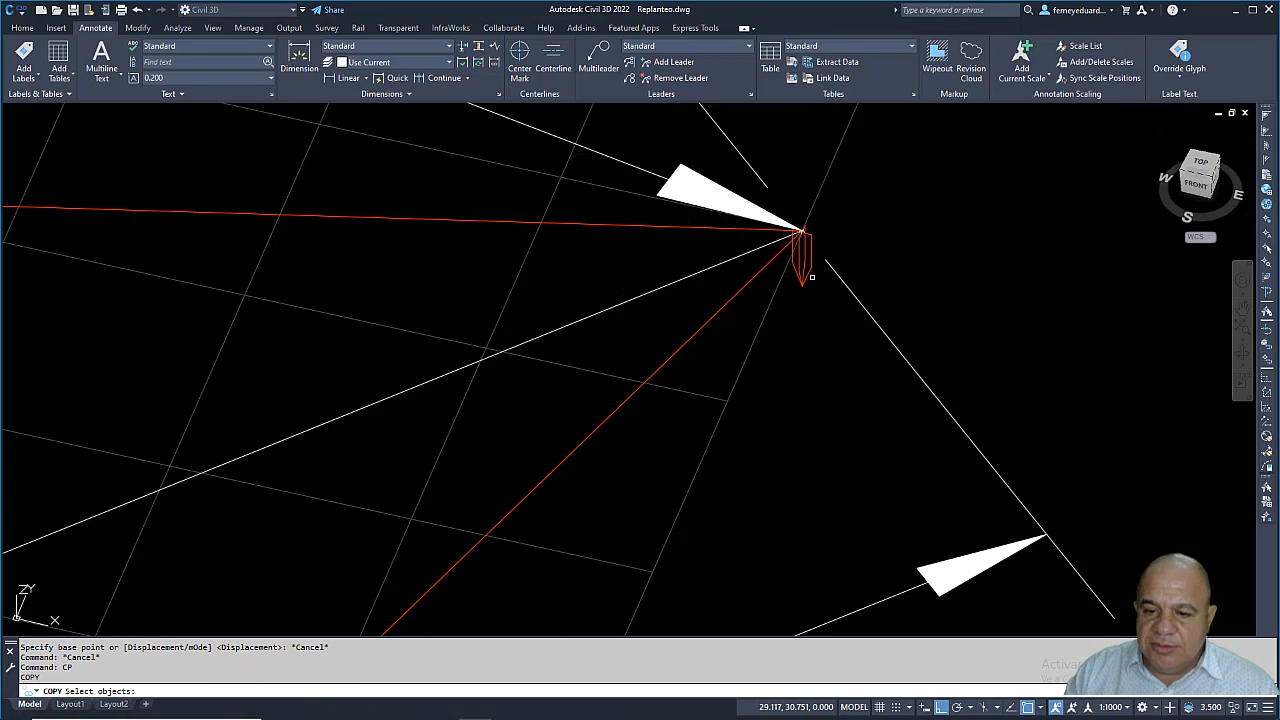 C3D
Civil 3D
Share
Autodesk Civil 3D 2022 Replanteo.dwg
Type a keyword or phrase
ferneyeduard...
Home Insert Annotate Modify Analyze View Manage Output Survey Rail Transparent InfraWorks Collaborate Help Add-ins Featured Apps Express Tools
Add
Labels
Add
Tables
Labels & Tables
Multiline
Text
ABC
Standard
Find text
0.200
Text
Dimension
Standard
Use Current
Linear Quick Continue
Dimensions
Center
Mark
Centerline
Centerlines
Multileader
Standard
Add Leader
Remove Leader
Leaders
Table
Standard
Extract Data
Link Data
Tables
Wipeout
Revision
Cloud
Markup
Add
Current Scale
Scale List
Add/Delete Scales
Sync Scale Positions
Annotation Scaling
Override Glyph
Label Text
TOP
FRONT
W
S
E
WCS
ZY
X
Specify base point or [Displacement/mOde] <Displacement>: *Cancel*
Command: *Cancel*
Command: CP
COPY
COPY Select objects:
Activar
Model Layout1 Layout2 +
29.117, 30.751, 0.000 MODEL
1:1000
3.500